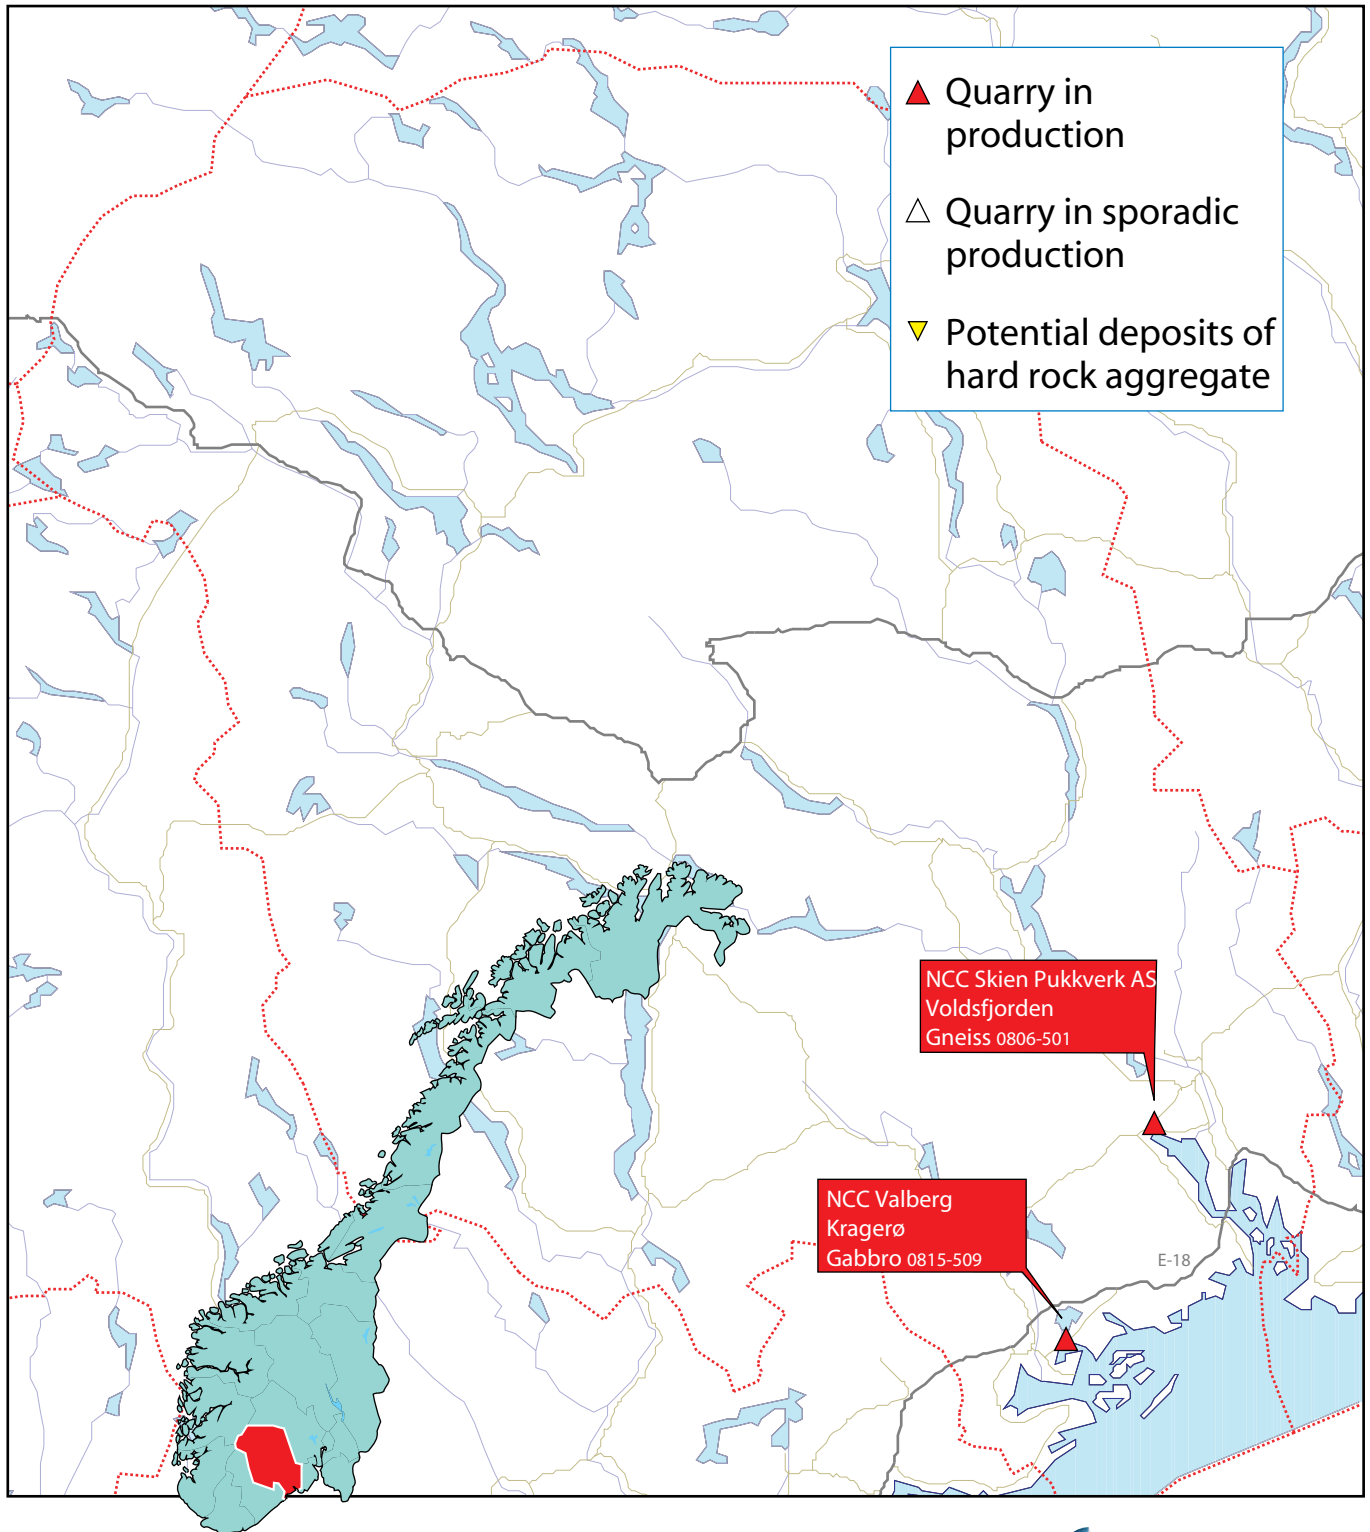 Quarry in
production
Quarry in sporadic
production
Potential deposits of
hard rock aggregate
NCC Skien Pukkverk AS
Voldsfjorden
Gneiss 0806-501
NCC Valberg
Kragerø
Gabbro 0815-509
E-18